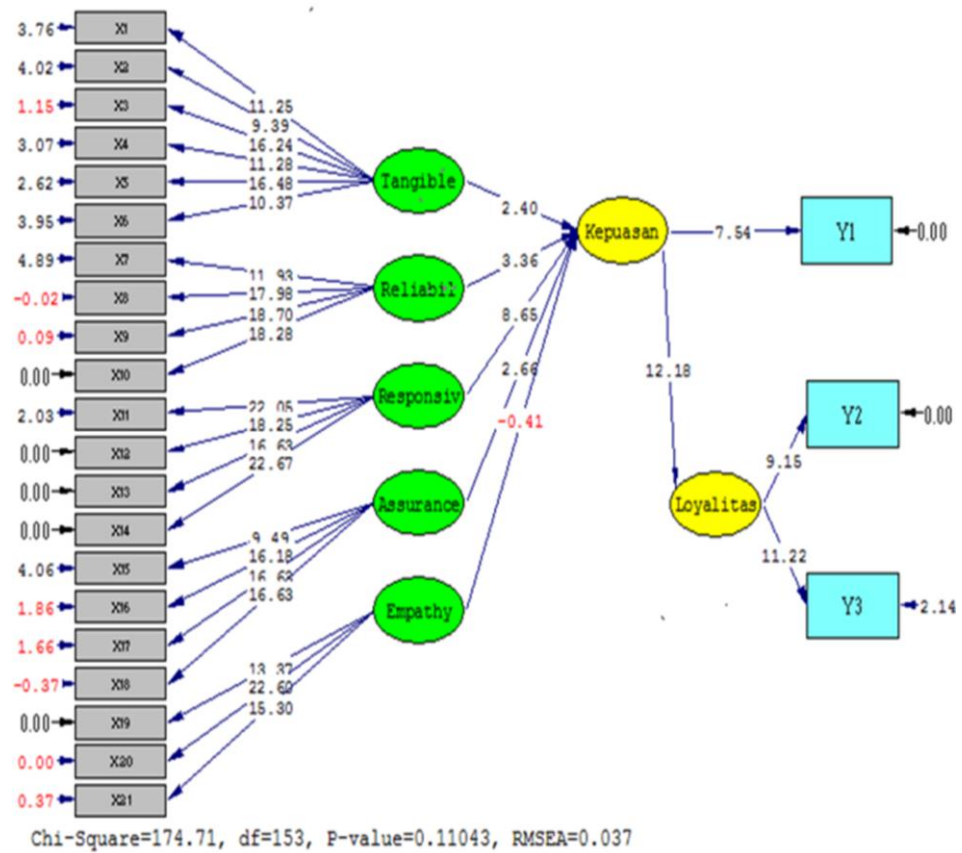 3.76 X1
4.02 X2
1.15 X3
3.07 X4
2.62 X5
3.95 X6
4.89 X7
-0.02 X8
0.09 X9
0.00 X10
2.03 X11
0.00 X12
0.00 X13
0.00 X14
4.06 X15
1.86 X16
1.66 X17
-0.37 X18
0.00 X19
0.00 X20
0.37 X21
11.25
9.39
16.24
11.28
16.48
10.37
11.93
17.98
18.70
18.28
22.05
18.25
16.63
22.67
9.49
16.18
16.63
13.37
22.60
15.30
Tangible
Reliabil
Responsiv
Assurance
Empathy
2.40
3.36
8.65
2.66
-0.41
Kepuasan
7.54
Y1
0.00
12.18
Loyalitas
9.15
Y2
0.00
11.22
Y3
2.14
Chi-Square=174.71, df=153, P-value=0.11043, RMSEA=0.037